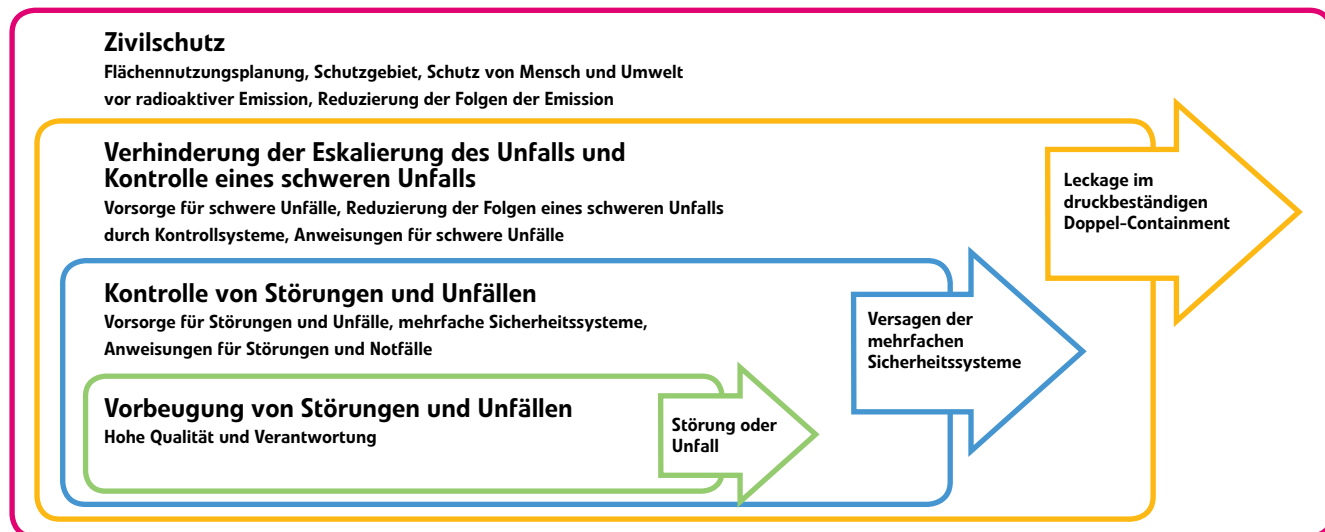 Zivilschutz
Flächennutzungsplanung, Schutzgebiet, Schutz von Mensch und Umwelt
vor radioaktiver Emission, Reduzierung der Folgen der Emission
Verhinderung der Eskalierung des Unfalls und
Kontrolle eines schweren Unfalls
Vorsorge für schwere Unfälle, Reduzierung der Folgen eines schweren Unfalls
durch Kontrollsysteme, Anweisungen für schwere Unfälle
Leckage im
druckbeständigen
Doppel-Containment
Kontrolle von Störungen und Unfällen
Vorsorge für Störungen und Unfälle, mehrfache Sicherheitssysteme,
Anweisungen für Störungen und Notfälle
Versagen der
mehrfachen
Sicherheitssysteme
Vorbeugung von Störungen und Unfällen
Hohe Qualität und Verantwortung
Störung oder
Unfall